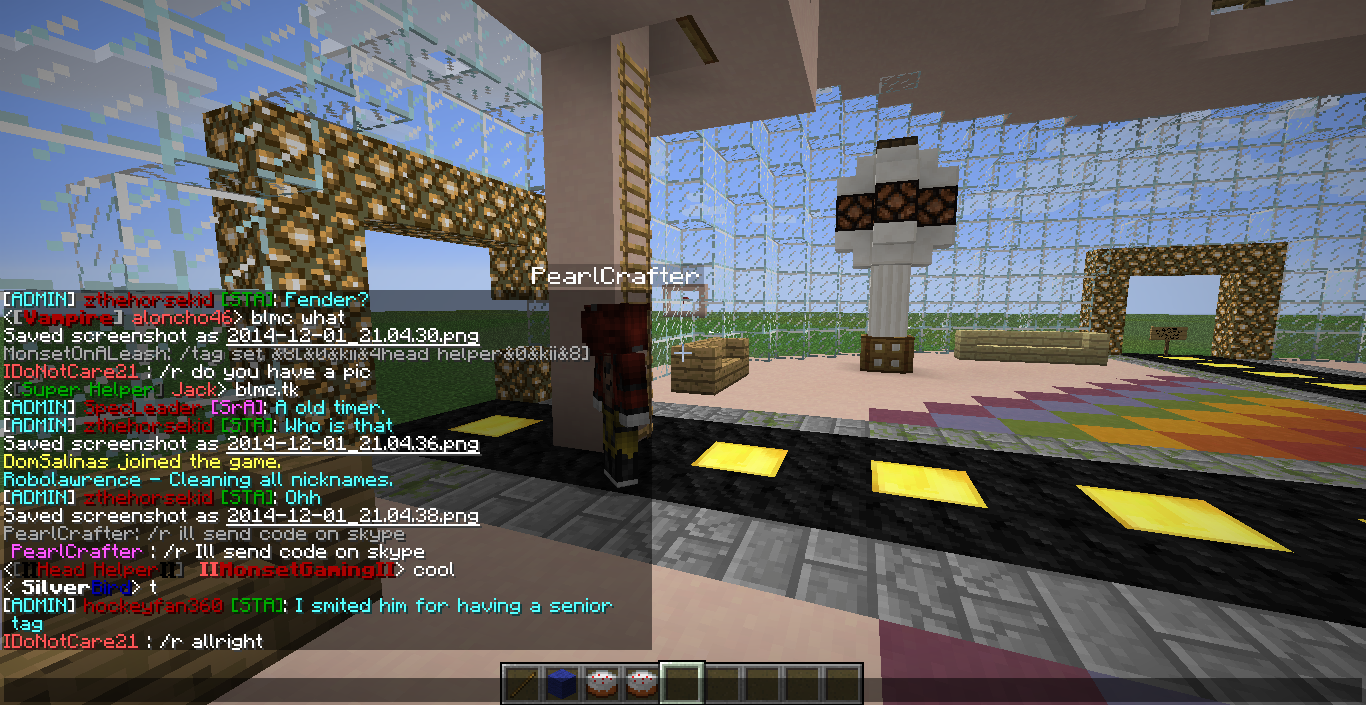 PearlCrafter
[ADMIN] zthehorsekid [STA]: Fender?
<[Vampire] aloncho46> blmc what
Saved screenshot as 2014-12-01_21.04.30.png
MonsetOnALeash: /tag set &8[&0&kii&4head helper&0&kii&8]
IDoNotCare21 : /r do you have a pic
<[Super Helper] Jack> blmc.tk
[ADMIN] SpecLeader [SrA]: A old timer.
[ADMIN] zthehorsekid [STA]: Who is that
Saved screenshot as 2014-12-01_21.04.36.png
DomSalinas joined the game.
Robolawrence - Cleaning all nicknames.
[ADMIN] zthehorsekid [STA]: Ohh
Saved screenshot as 2014-12-01_21.04.38.png
PearlCrafter: /r ill send code on skype
PearlCrafter : /r Ill send code on skype
Head Helper MonsetGaming> cool
< SilverBird> t
[ADMIN] hockeyfan360 [STA]: I smited him for having a senior
tag
IDoNotCare21 : /r allright